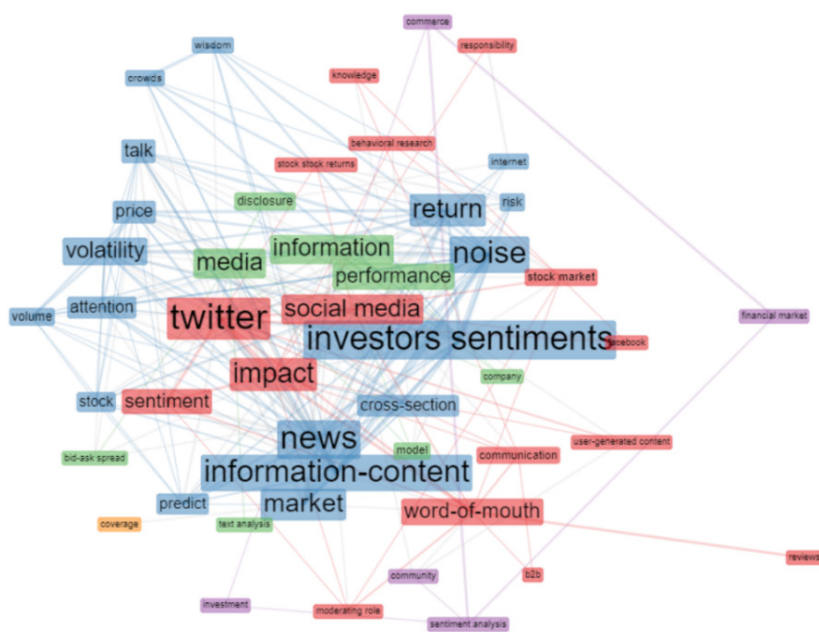 commerce
wisdom
responsibility
knowledge
crowds
behavioral research
talk
internet
stock stock returns
disclosure
risk
price
return
information
volatility
noise
media
performance
stock market
attention
social media
volume
twitter
financial market
investors sentiments
facebook
impact
company
stock
sentiment
cross-section
news
user-generated content
model
communication
bid-ask spread
information-content
predict
market
word-of-mouth
coverage
text analysis
reviews
community
b2b
investment
moderating role
sentiment analysis